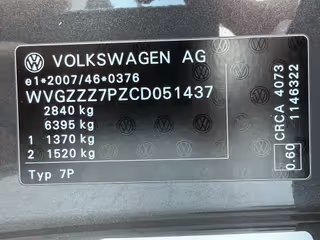 VOLKSWAGEN AG
e1*2007/46*0376
WVGZZZ7PZCD051437
2840 kg
6395 kg
1 1370 kg
2 1520 kg
Typ 7P
CRCA 4073
1146322
0.60